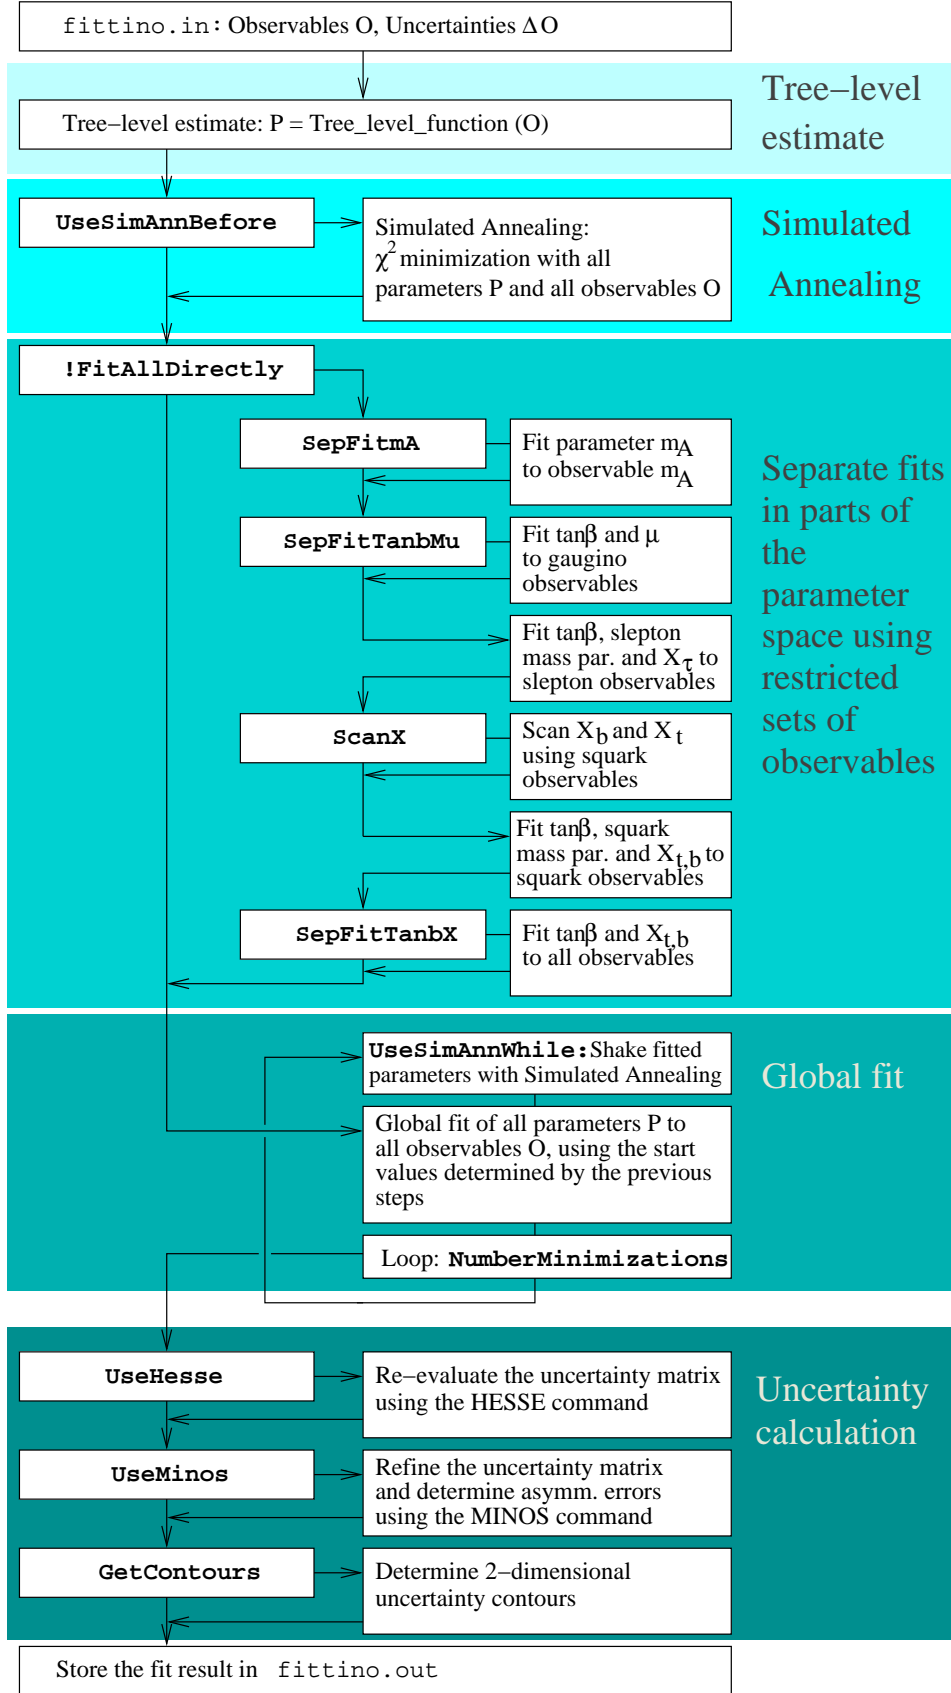 fittino.in: Observables O, Uncertainties ΔO
Tree−level
estimate
Tree−level estimate: P = Tree_level_function (O)
UseSimAnnBefore
Simulated Annealing:
χ² minimization with all
parameters P and all observables O
Simulated
Annealing
!FitAllDirectly
SepFitmA
Fit parameter m_A
to observable m_A
SepFitTanbMu
Fit tanβ and μ
to gaugino
observables
Fit tanβ, slepton
mass par. and X_τ to
slepton observables
ScanX
Scan X_b and X_t
using squark
observables
Fit tanβ, squark
mass par. and X_t,b to
squark observables
SepFitTanbX
Fit tanβ and X_t,b
to all observables
Separate fits
in parts of
the
parameter
space using
restricted
sets of
observables
UseSimAnnWhile: Shake fitted
parameters with Simulated Annealing
Global fit
Global fit of all parameters P to
all observables O, using the start
values determined by the previous
steps
Loop: NumberMinimizations
UseHesse
Re−evaluate the uncertainty matrix
using the HESSE command
Uncertainty
calculation
UseMinos
Refine the uncertainty matrix
and determine asymm. errors
using the MINOS command
GetContours
Determine 2−dimensional
uncertainty contours
Store the fit result in fittino.out